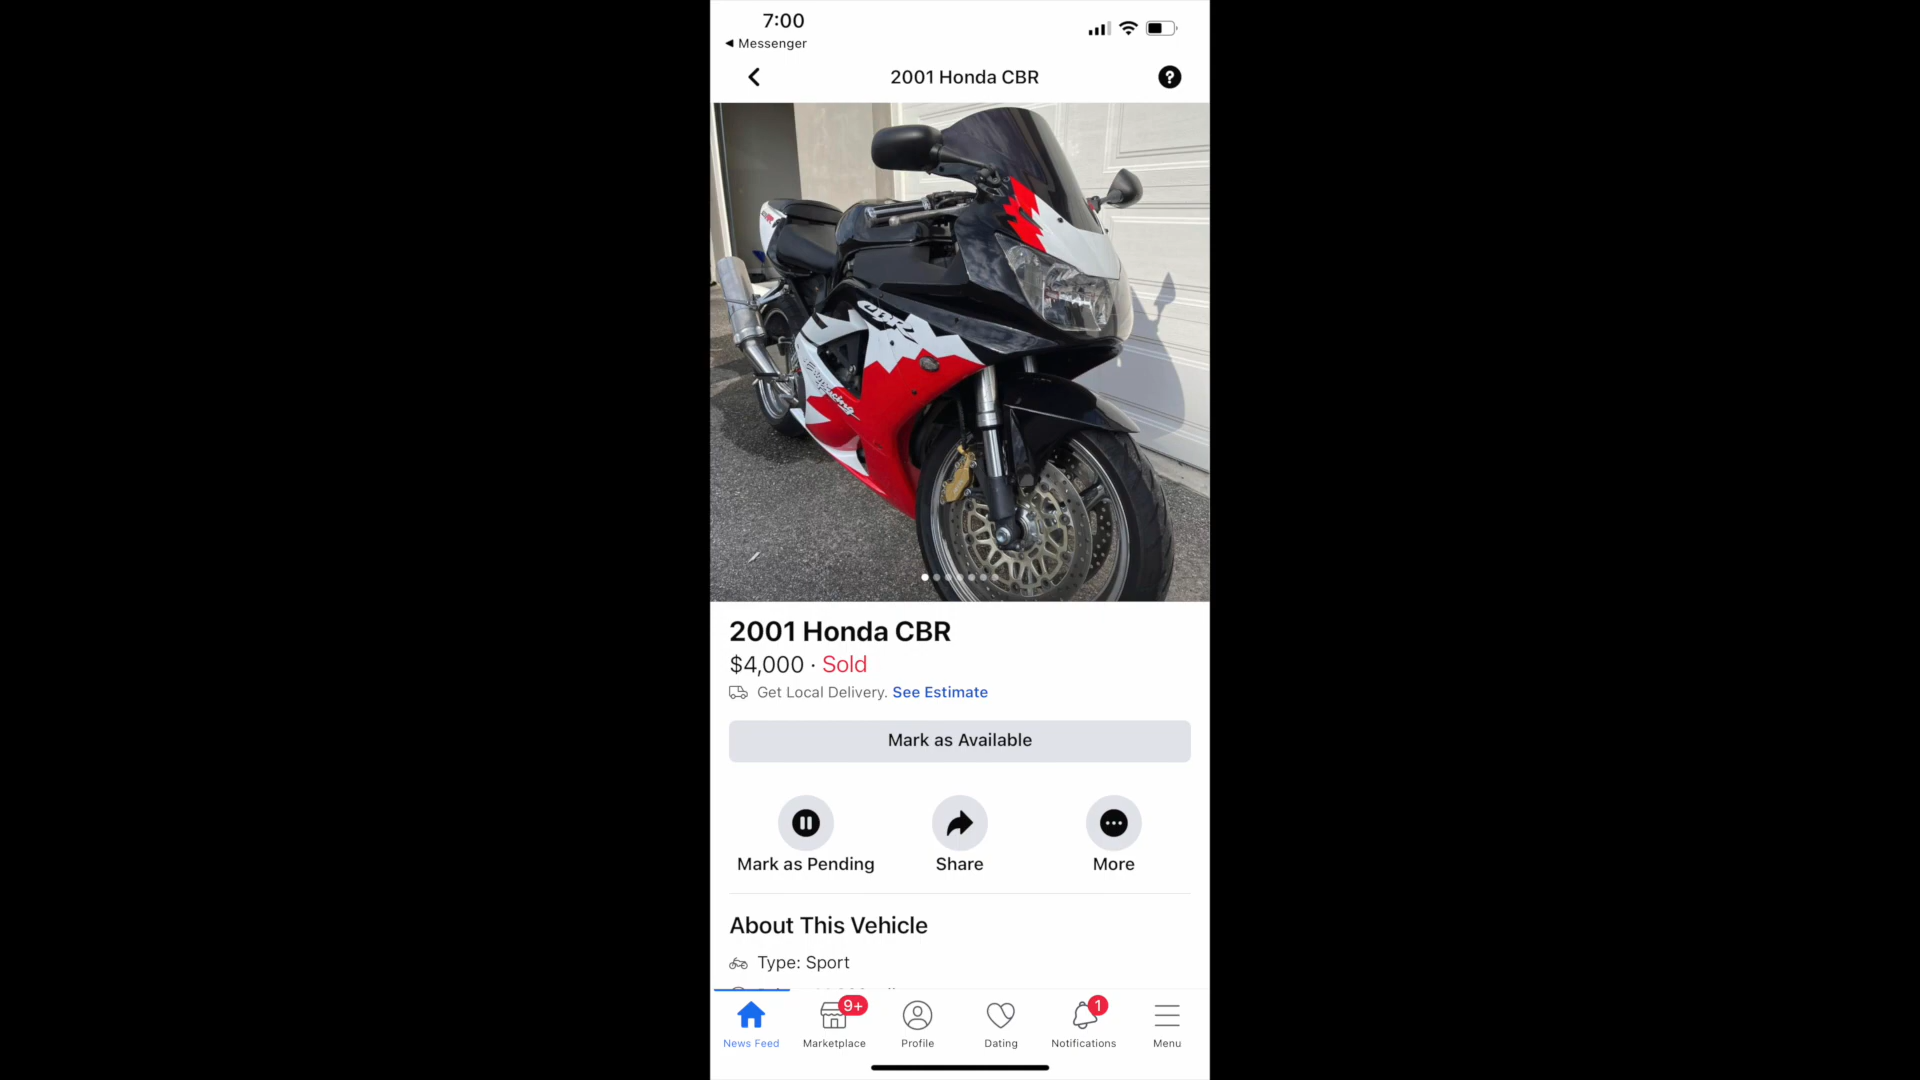 7:00
◄ Messenger
2001 Honda CBR
CBR
2001 Honda CBR
$4,000 · Sold
Get Local Delivery. See Estimate
Mark as Available
Mark as Pending Share More
About This Vehicle
Type: Sport
9+ 1
News Feed Marketplace Profile Dating Notifications Menu